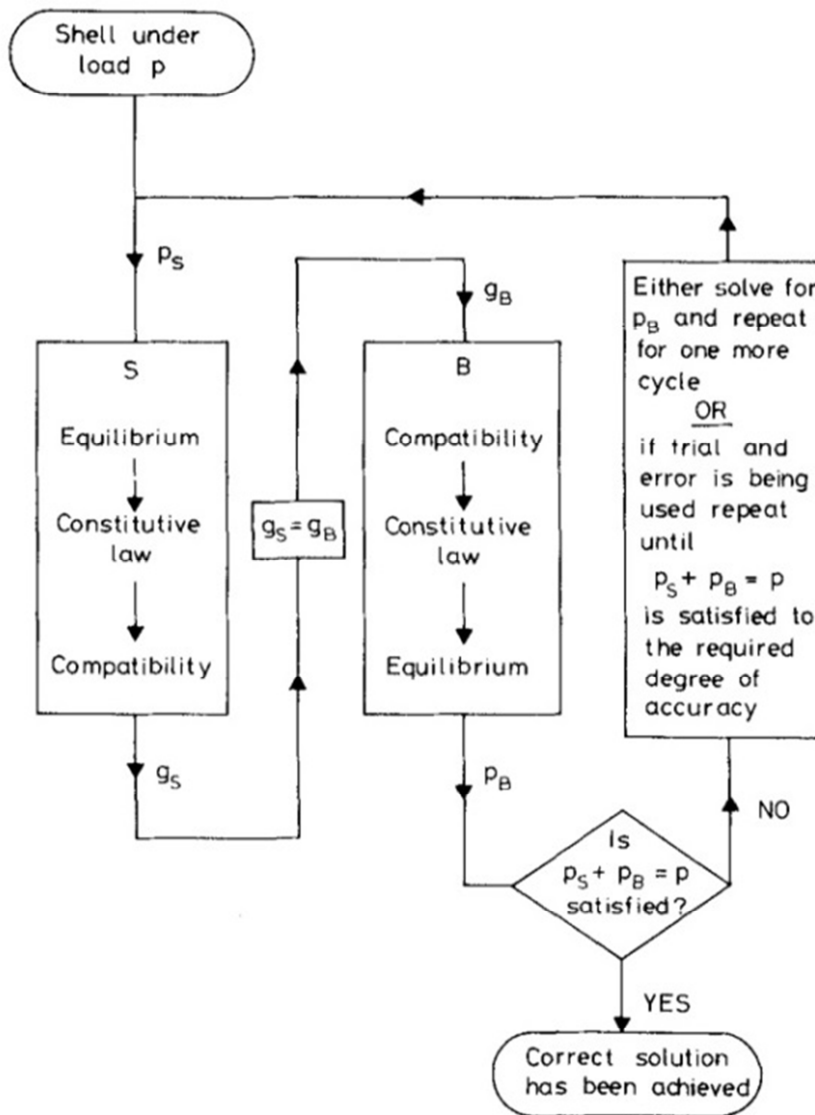 Shell under
load p
p_S
S
Equilibrium
Constitutive
law
Compatibility
g_S
g_S = g_B
g_B
B
Compatibility
Constitutive
law
Equilibrium
p_B
Is
p_S + p_B = p
satisfied?
NO
Either solve for
p_B and repeat
for one more
cycle
OR
if trial and
error is being
used repeat
until
p_S + p_B = p
is satisfied to
the required
degree of
accuracy
YES
Correct solution
has been achieved